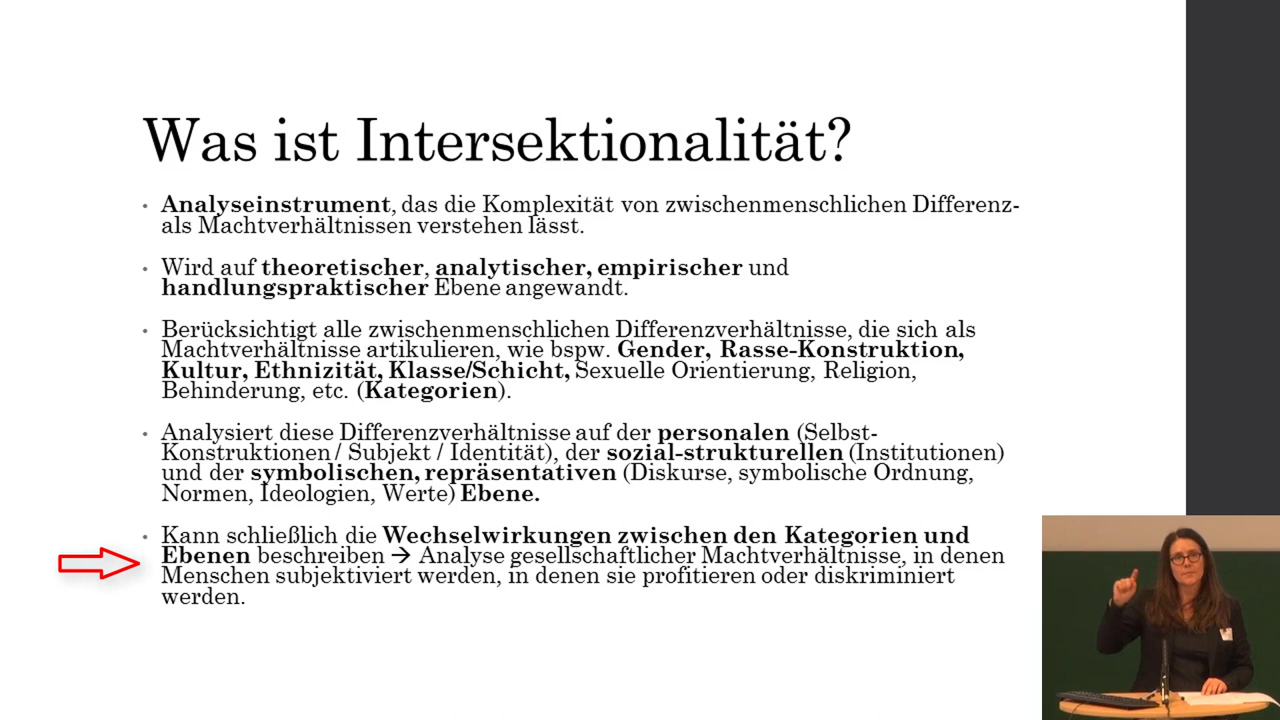 Was ist Intersektionalität?
• Analyseinstrument, das die Komplexität von zwischenmenschlichen Differenz-
als Machtverhältnissen verstehen lässt.
• Wird auf theoretischer, analytischer, empirischer und
handlungspraktischer Ebene angewandt.
• Berücksichtigt alle zwischenmenschlichen Differenzverhältnisse, die sich als
Machtverhältnisse artikulieren, wie bspw. Gender, Rasse-Konstruktion,
Kultur, Ethnizität, Klasse/Schicht, Sexuelle Orientierung, Religion,
Behinderung, etc. (Kategorien).
• Analysiert diese Differenzverhältnisse auf der personalen (Selbst-
Konstruktionen / Subjekt / Identität), der sozial-strukturellen (Institutionen)
und der symbolischen, repräsentativen (Diskurse, symbolische Ordnung,
Normen, Ideologien, Werte) Ebene.
• Kann schließlich die Wechselwirkungen zwischen den Kategorien und
Ebenen beschreiben → Analyse gesellschaftlicher Machtverhältnisse, in denen
Menschen subjektiviert werden, in denen sie profitieren oder diskriminiert
werden.